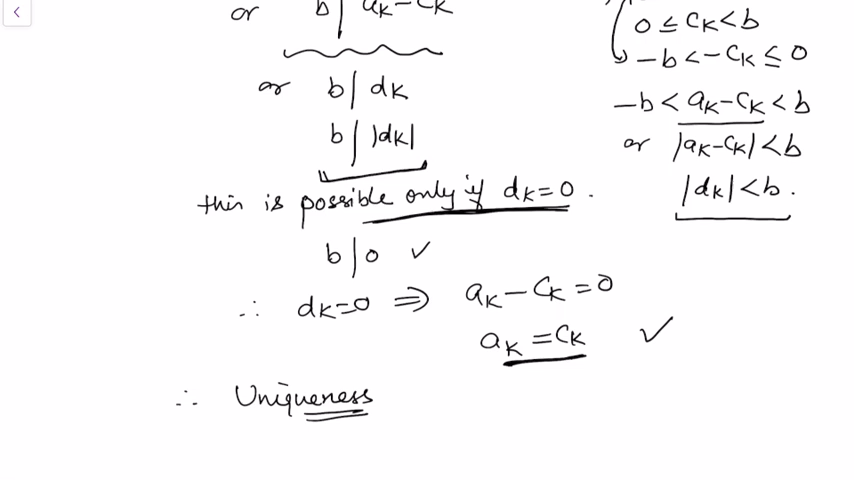 or b | aₖ - cₖ
0 ≤ cₖ < b
-b < -cₖ ≤ 0
or b | dₖ
-b < aₖ - cₖ < b
b | |dₖ|
or |aₖ - cₖ| < b
this is possible only if dₖ = 0 .
|dₖ| < b .
b | 0 ✓
∴ dₖ = 0 ⇒ aₖ - cₖ = 0
aₖ = cₖ ✓
∴ Uniqueness